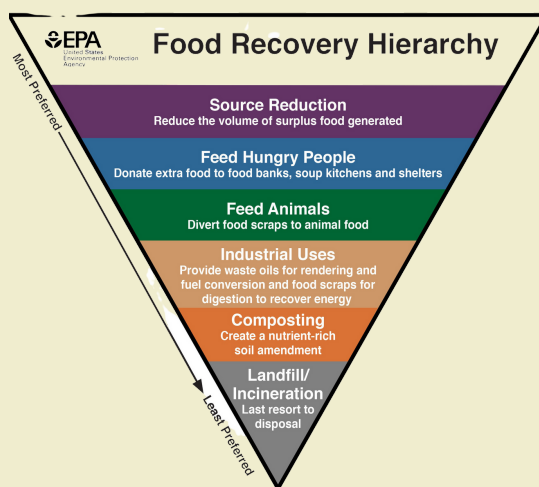 EPA
United States
Environmental Protection
Agency
Food Recovery Hierarchy
Most Preferred
Source Reduction
Reduce the volume of surplus food generated
Feed Hungry People
Donate extra food to food banks, soup kitchens and shelters
Feed Animals
Divert food scraps to animal food
Industrial Uses
Provide waste oils for rendering and
fuel conversion and food scraps for
digestion to recover energy
Composting
Create a nutrient-rich
soil amendment
Landfill/
Incineration
Last resort to
disposal
Least Preferred